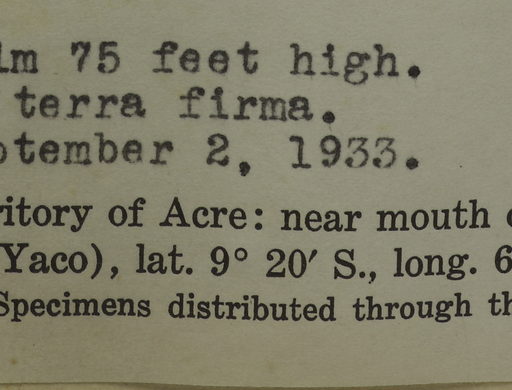 lm 75 feet high.
terra firma.
tember 2, 1933.
ritory of Acre: near mouth
Yaco), lat. 9° 20′ S., long. 6
Specimens distributed through th